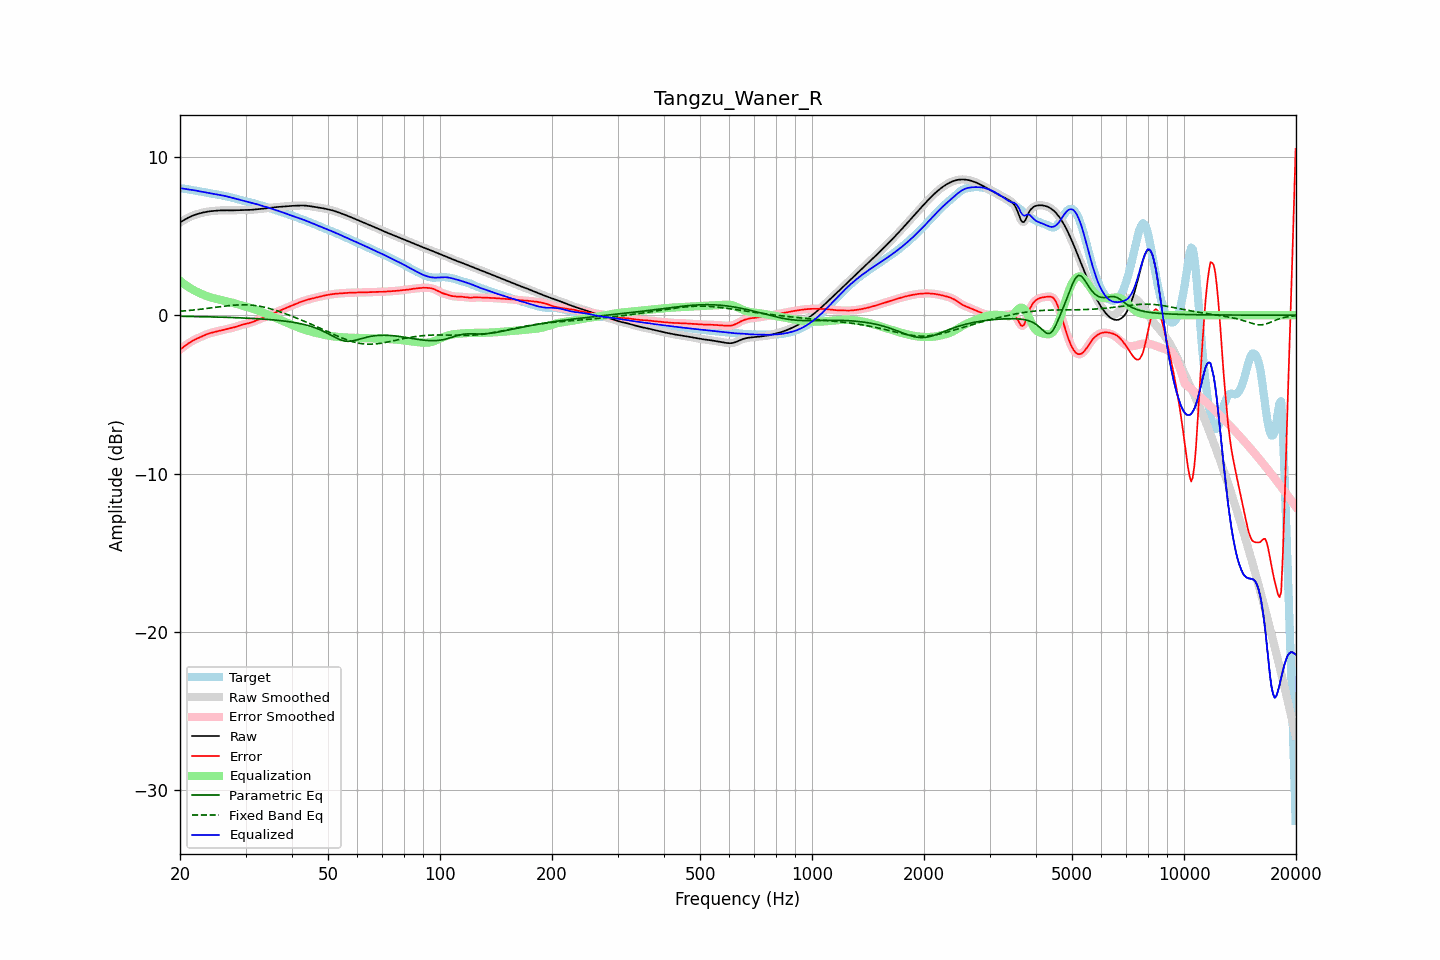 Tangzu_Waner_R
10
0
−10
−20
−30
Amplitude (dBr)
Target
Raw Smoothed
Error Smoothed
Raw
Error
Equalization
Parametric Eq
Fixed Band Eq
Equalized
20 50 100 200 500 1000 2000 5000 10000 20000
Frequency (Hz)